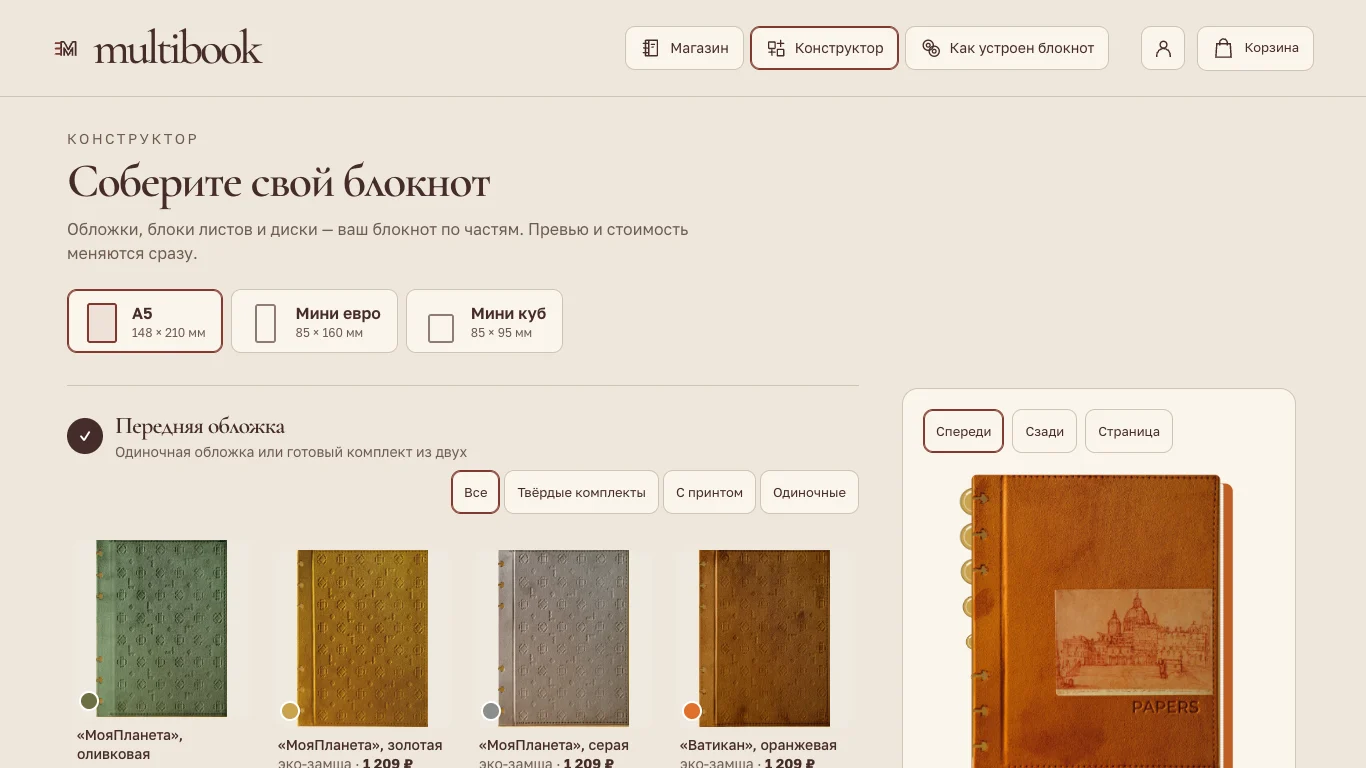 multibook
Магазин
Конструктор
Как устроен блокнот
Корзина
КОНСТРУКТОР
Соберите свой блокнот
Обложки, блоки листов и диски — ваш блокнот по частям. Превью и стоимость
меняются сразу.
А5
148 × 210 мм
Мини евро
85 × 160 мм
Мини куб
85 × 95 мм
Передняя обложка
Одиночная обложка или готовый комплект из двух
Все
Твёрдые комплекты
С принтом
Одиночные
Спереди
Сзади
Страница
PAPERS
«МояПланета»,
оливковая
«МояПланета», золотая
эко-замша · 1 209 ₽
«МояПланета», серая
эко-замша · 1 209 ₽
«Ватикан», оранжевая
эко-замша · 1 209 ₽